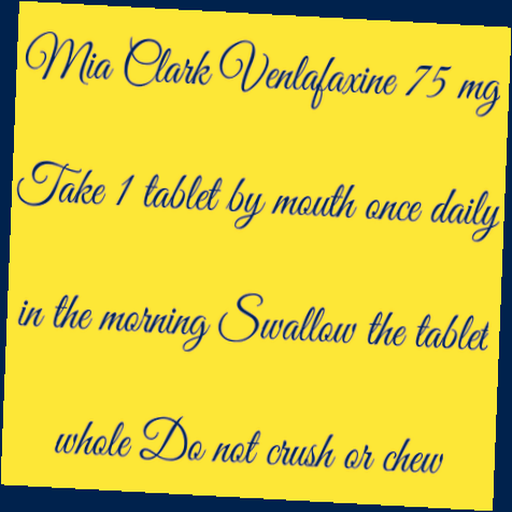 Mia Clark Venlafaxine 75 mg
Take 1 tablet by mouth once daily
in the morning Swallow the tablet
whole Do not crush or chew